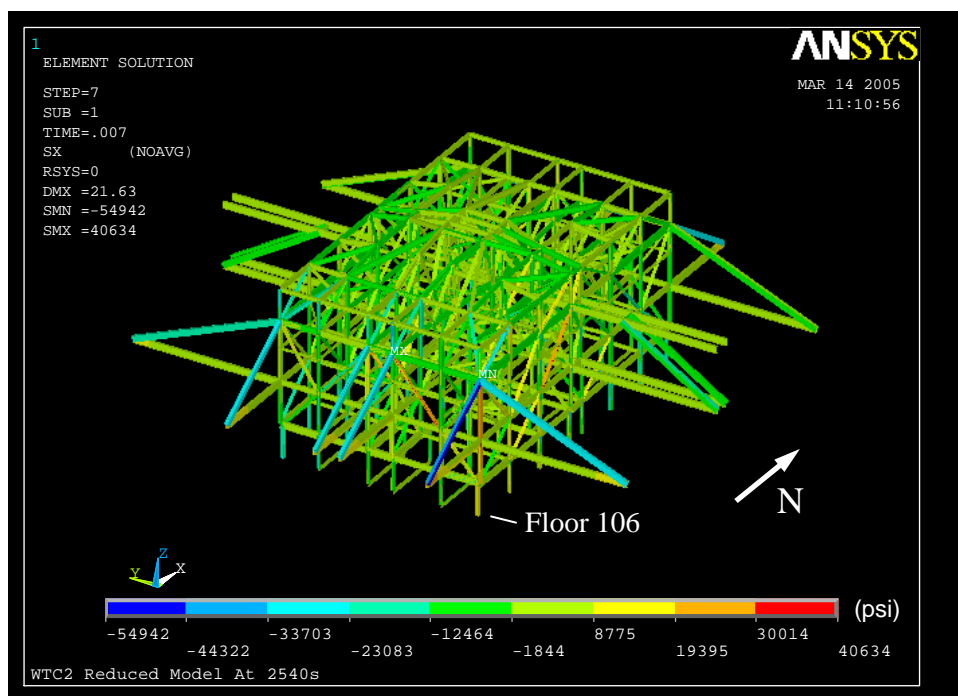 1
ANSYS
ELEMENT SOLUTION
MAR 14 2005
11:10:56
STEP=7
SUB =1
TIME=.007
SX (NOAVG)
RSYS=0
DMX =21.63
SMN =-54942
SMX =40634
MX
MN
N
Floor 106
Z
Y
X
(psi)
-54942 -33703 -12464 8775 30014
-44322 -23083 -1844 19395 40634
WTC2 Reduced Model At 2540s